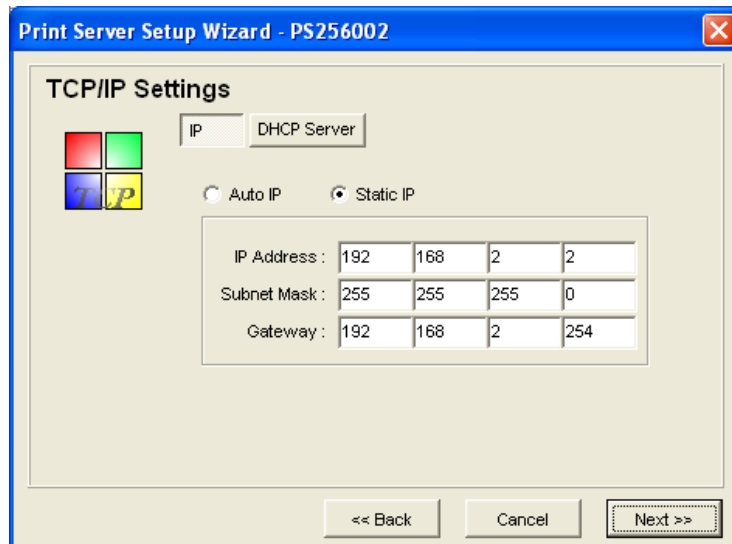 Print Server Setup Wizard - PS256002
TCP/IP Settings
IP DHCP Server
TCP
Auto IP Static IP
IP Address : 192 168 2 2
Subnet Mask : 255 255 255 0
Gateway : 192 168 2 254
<< Back Cancel Next >>